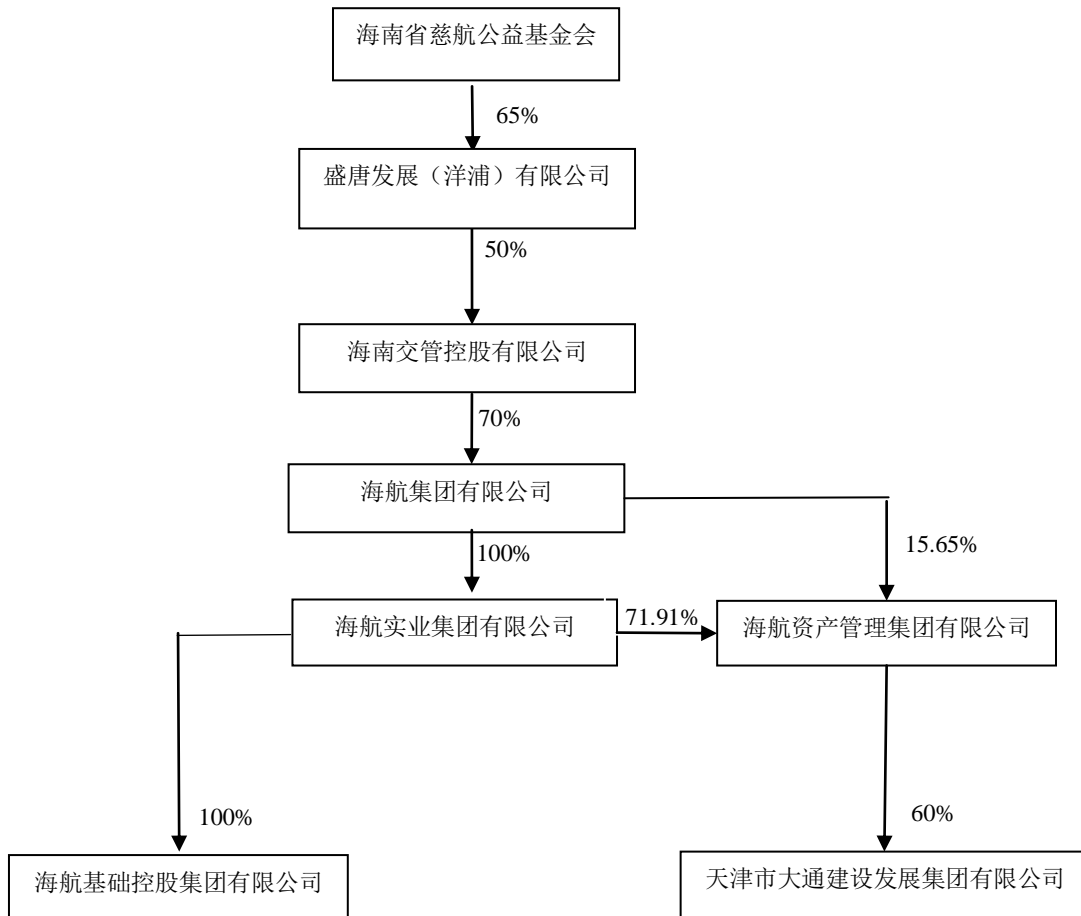 海南省慈航公益基金会
65%
盛唐发展（洋浦）有限公司
50%
海南交管控股有限公司
70%
海航集团有限公司
100%
15.65%
海航实业集团有限公司
71.91%
海航资产管理集团有限公司
100%
60%
海航基础控股集团有限公司
天津市大通建设发展集团有限公司